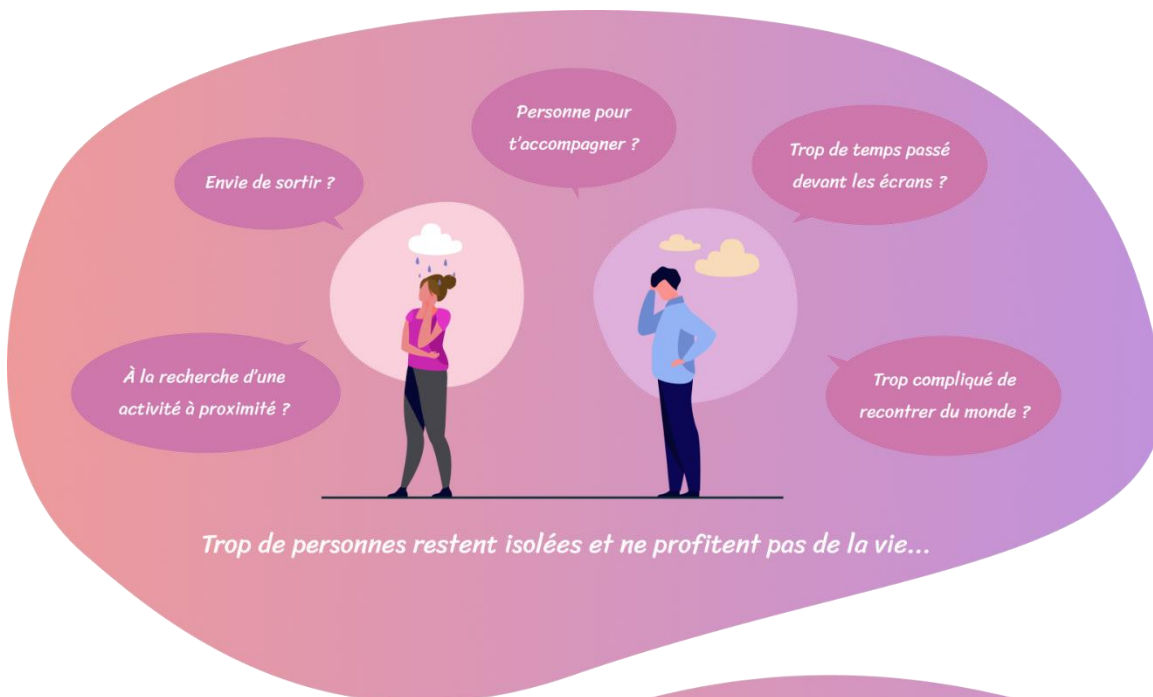 Personne pour
t'accompagner ?
Envie de sortir ?
Trop de temps passé
devant les écrans ?
À la recherche d'une
activité à proximité ?
Trop compliqué de
recontrer du monde ?
Trop de personnes restent isolées et ne profitent pas de la vie...